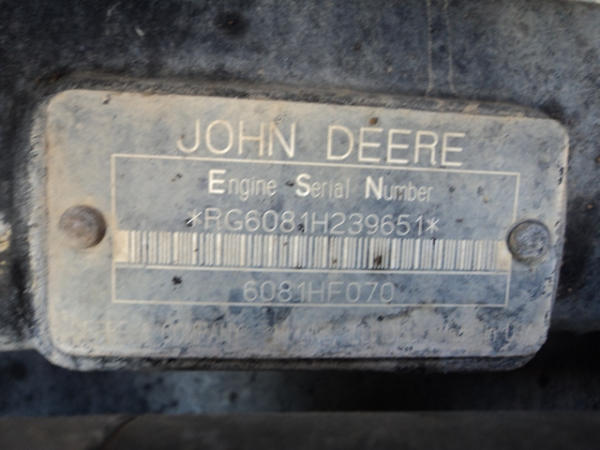 JOHN DEERE
Engine Serial Number
*RG6081H239651*
6081HF070